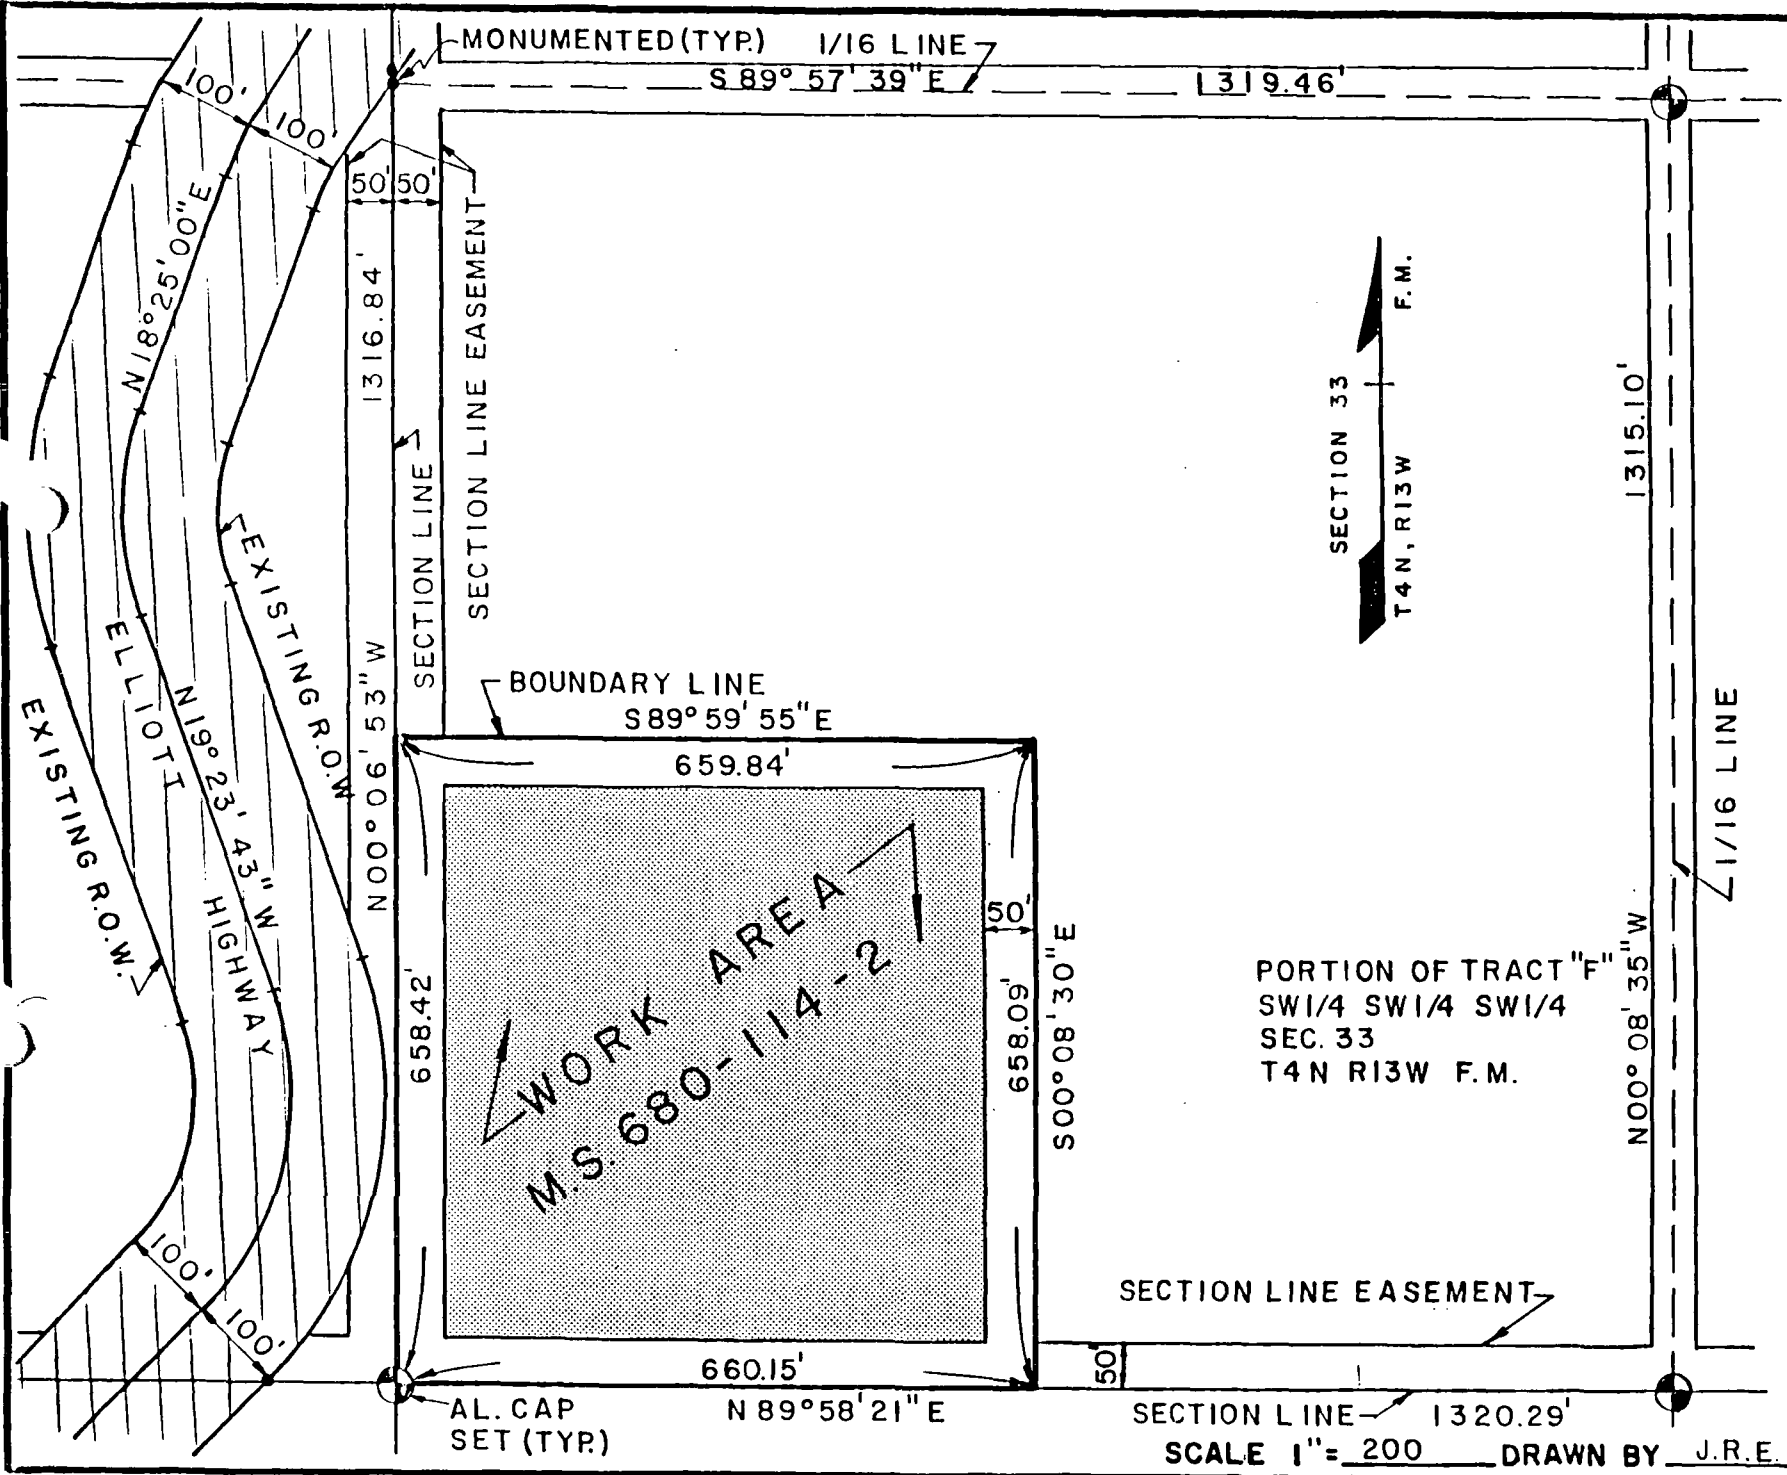 MONUMENTED (TYP.)
1/16 LINE
S 89° 57' 39" E
1319.46'
100'
100'
50'
50'
N18° 25' 00" E
1316.84'
SECTION LINE EASEMENT
SECTION LINE
N00° 06' 53" W
EXISTING R.O.W.
ELLIOTT
HIGHWAY
N19° 23' 43" W
EXISTING R.O.W.
F.M.
SECTION 33
T4N, R13W
1315.10'
1/16 LINE
N00° 08' 35" W
BOUNDARY LINE
S89° 59' 55" E
659.84'
WORK AREA
M.S. 680-114-2
50'
658.42'
658.09'
S00° 08' 30" E
PORTION OF TRACT "F"
SW1/4 SW1/4 SW1/4
SEC. 33
T4N R13W F.M.
100'
100'
SECTION LINE EASEMENT
50'
660.15'
N 89° 58' 21" E
AL. CAP
SET (TYP.)
SECTION LINE
1320.29'
SCALE 1" = 200 DRAWN BY J.R.E.